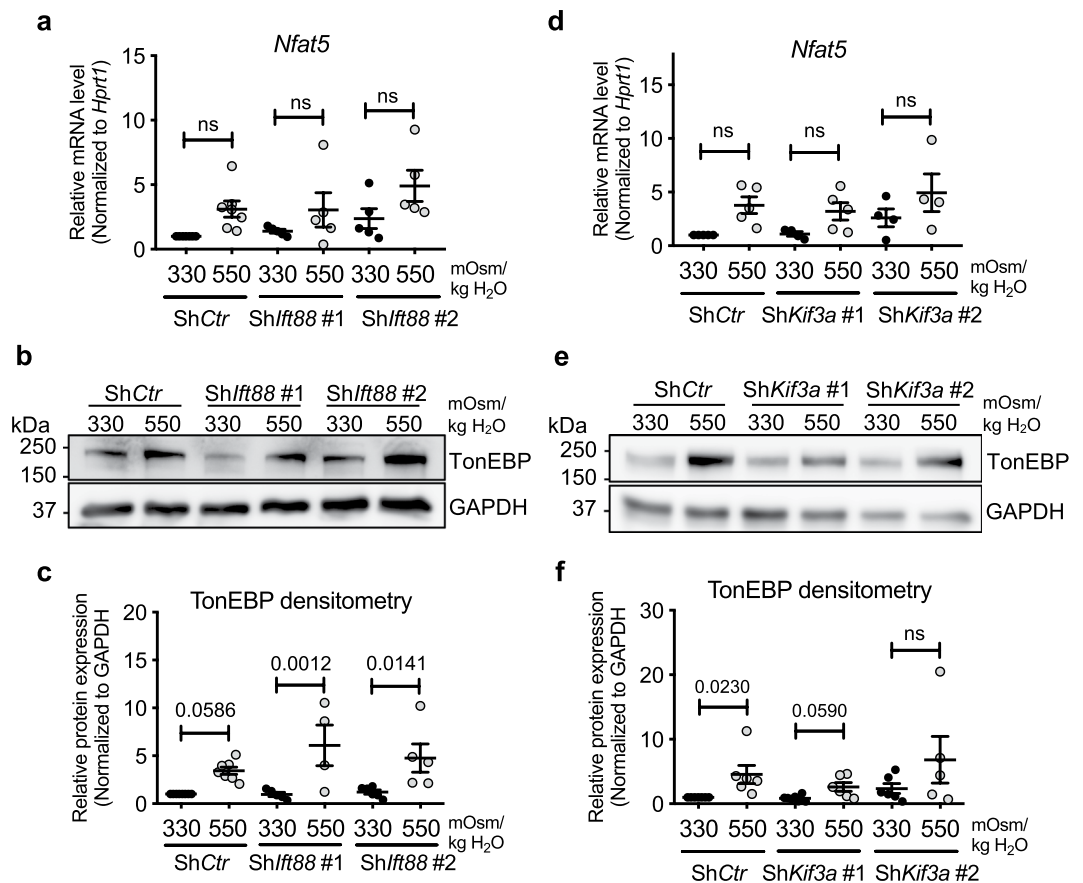 a
Nfat5
Relative mRNA level
(Normalized to Hprt1)
15
10
5
0
ns
ns
ns
330 550 330 550 330 550 mOsm/
kg H₂O
ShCtr ShIft88 #1 ShIft88 #2
d
Nfat5
Relative mRNA level
(Normalized to Hprt1)
15
10
5
0
ns
ns
ns
330 550 330 550 330 550 mOsm/
kg H₂O
ShCtr ShKif3a #1 ShKif3a #2
b
ShCtr ShIft88 #1 ShIft88 #2
kDa 330 550 330 550 330 550 mOsm/
kg H₂O
250
150
TonEBP
37
GAPDH
e
ShCtr ShKif3a #1 ShKif3a #2
kDa 330 550 330 550 330 550 mOsm/
kg H₂O
250
150
TonEBP
37
GAPDH
c
TonEBP densitometry
Relative protein expression
(Normalized to GAPDH)
20
15
10
5
0
0.0586
0.0012
0.0141
330 550 330 550 330 550 mOsm/
kg H₂O
ShCtr ShIft88 #1 ShIft88 #2
f
TonEBP densitometry
Relative protein expression
(Normalized to GAPDH)
30
20
10
0
0.0230
0.0590
ns
330 550 330 550 330 550 mOsm/
kg H₂O
ShCtr ShKif3a #1 ShKif3a #2